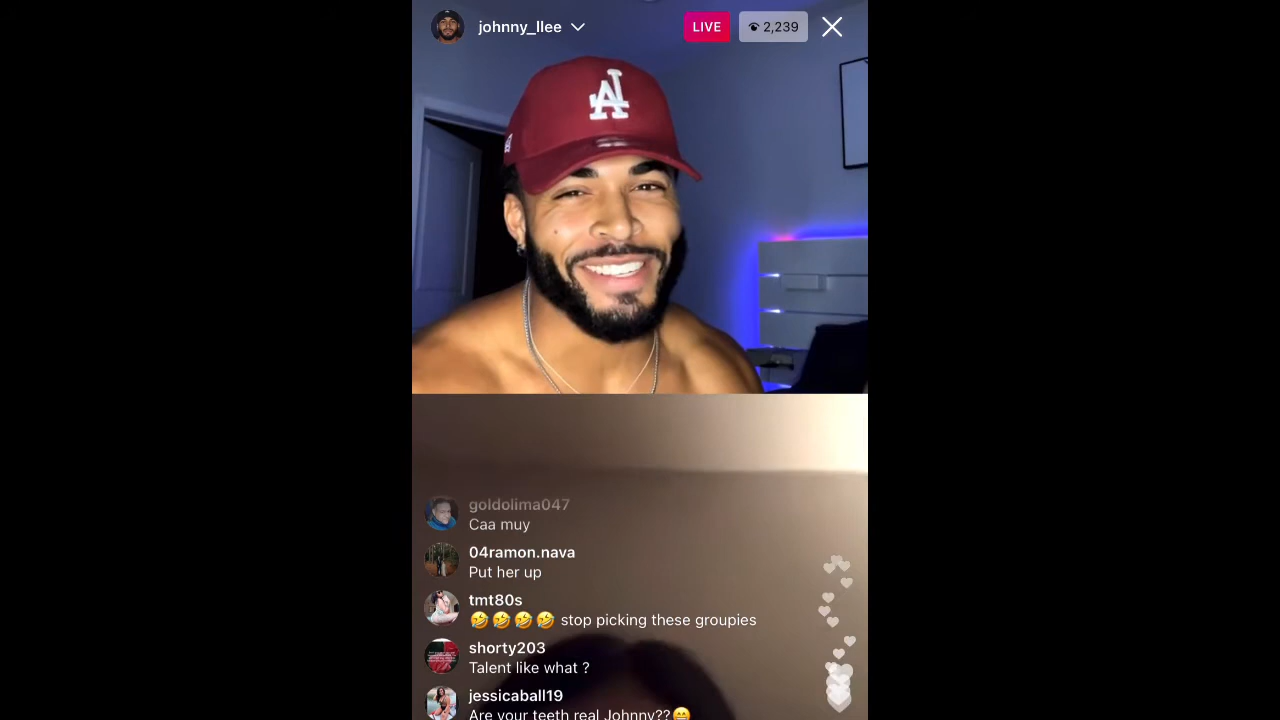 johnny_llee
LIVE
2,239
LA
goldolima047
Caa muy
04ramon.nava
Put her up
tmt80s
🤣🤣🤣🤣 stop picking these groupies
shorty203
Talent like what ?
jessicaball19
Are your teeth real Johnny??😁